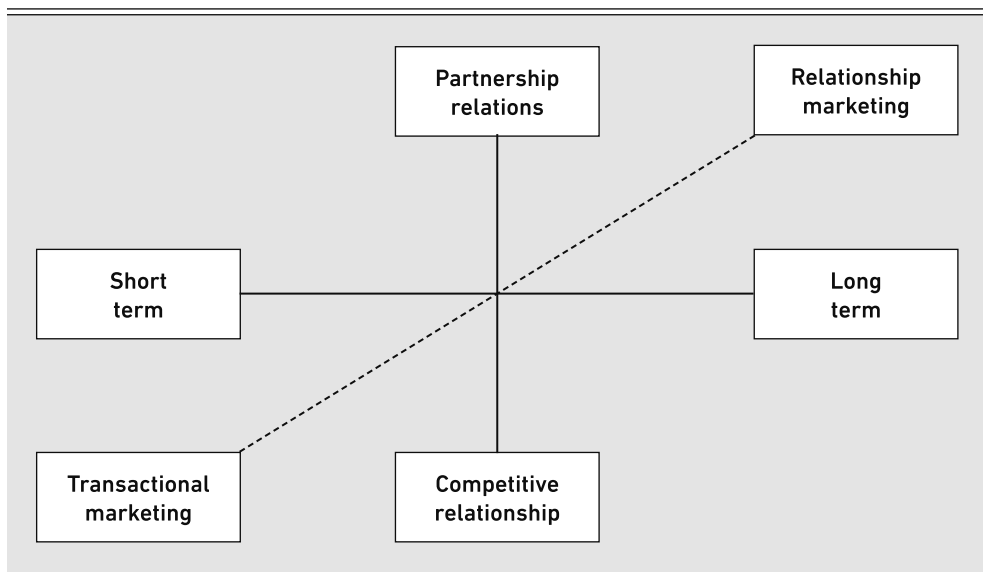 Partnership
relations
Relationship
marketing
Short
term
Long
term
Transactional
marketing
Competitive
relationship